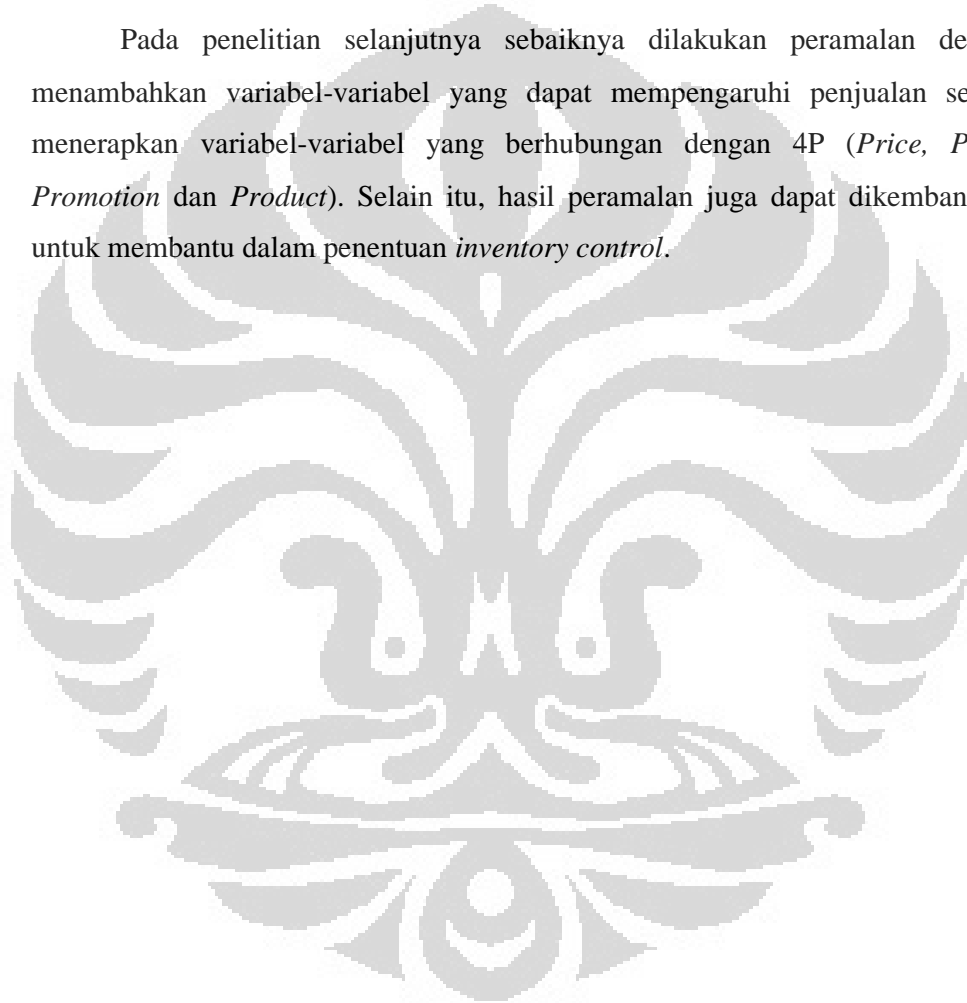 Pada penelitian selanjutnya sebaiknya dilakukan peramalan de
menambahkan variabel-variabel yang dapat mempengaruhi penjualan se
menerapkan variabel-variabel yang berhubungan dengan 4P (Price, P
Promotion dan Product). Selain itu, hasil peramalan juga dapat dikemban
untuk membantu dalam penentuan inventory control.